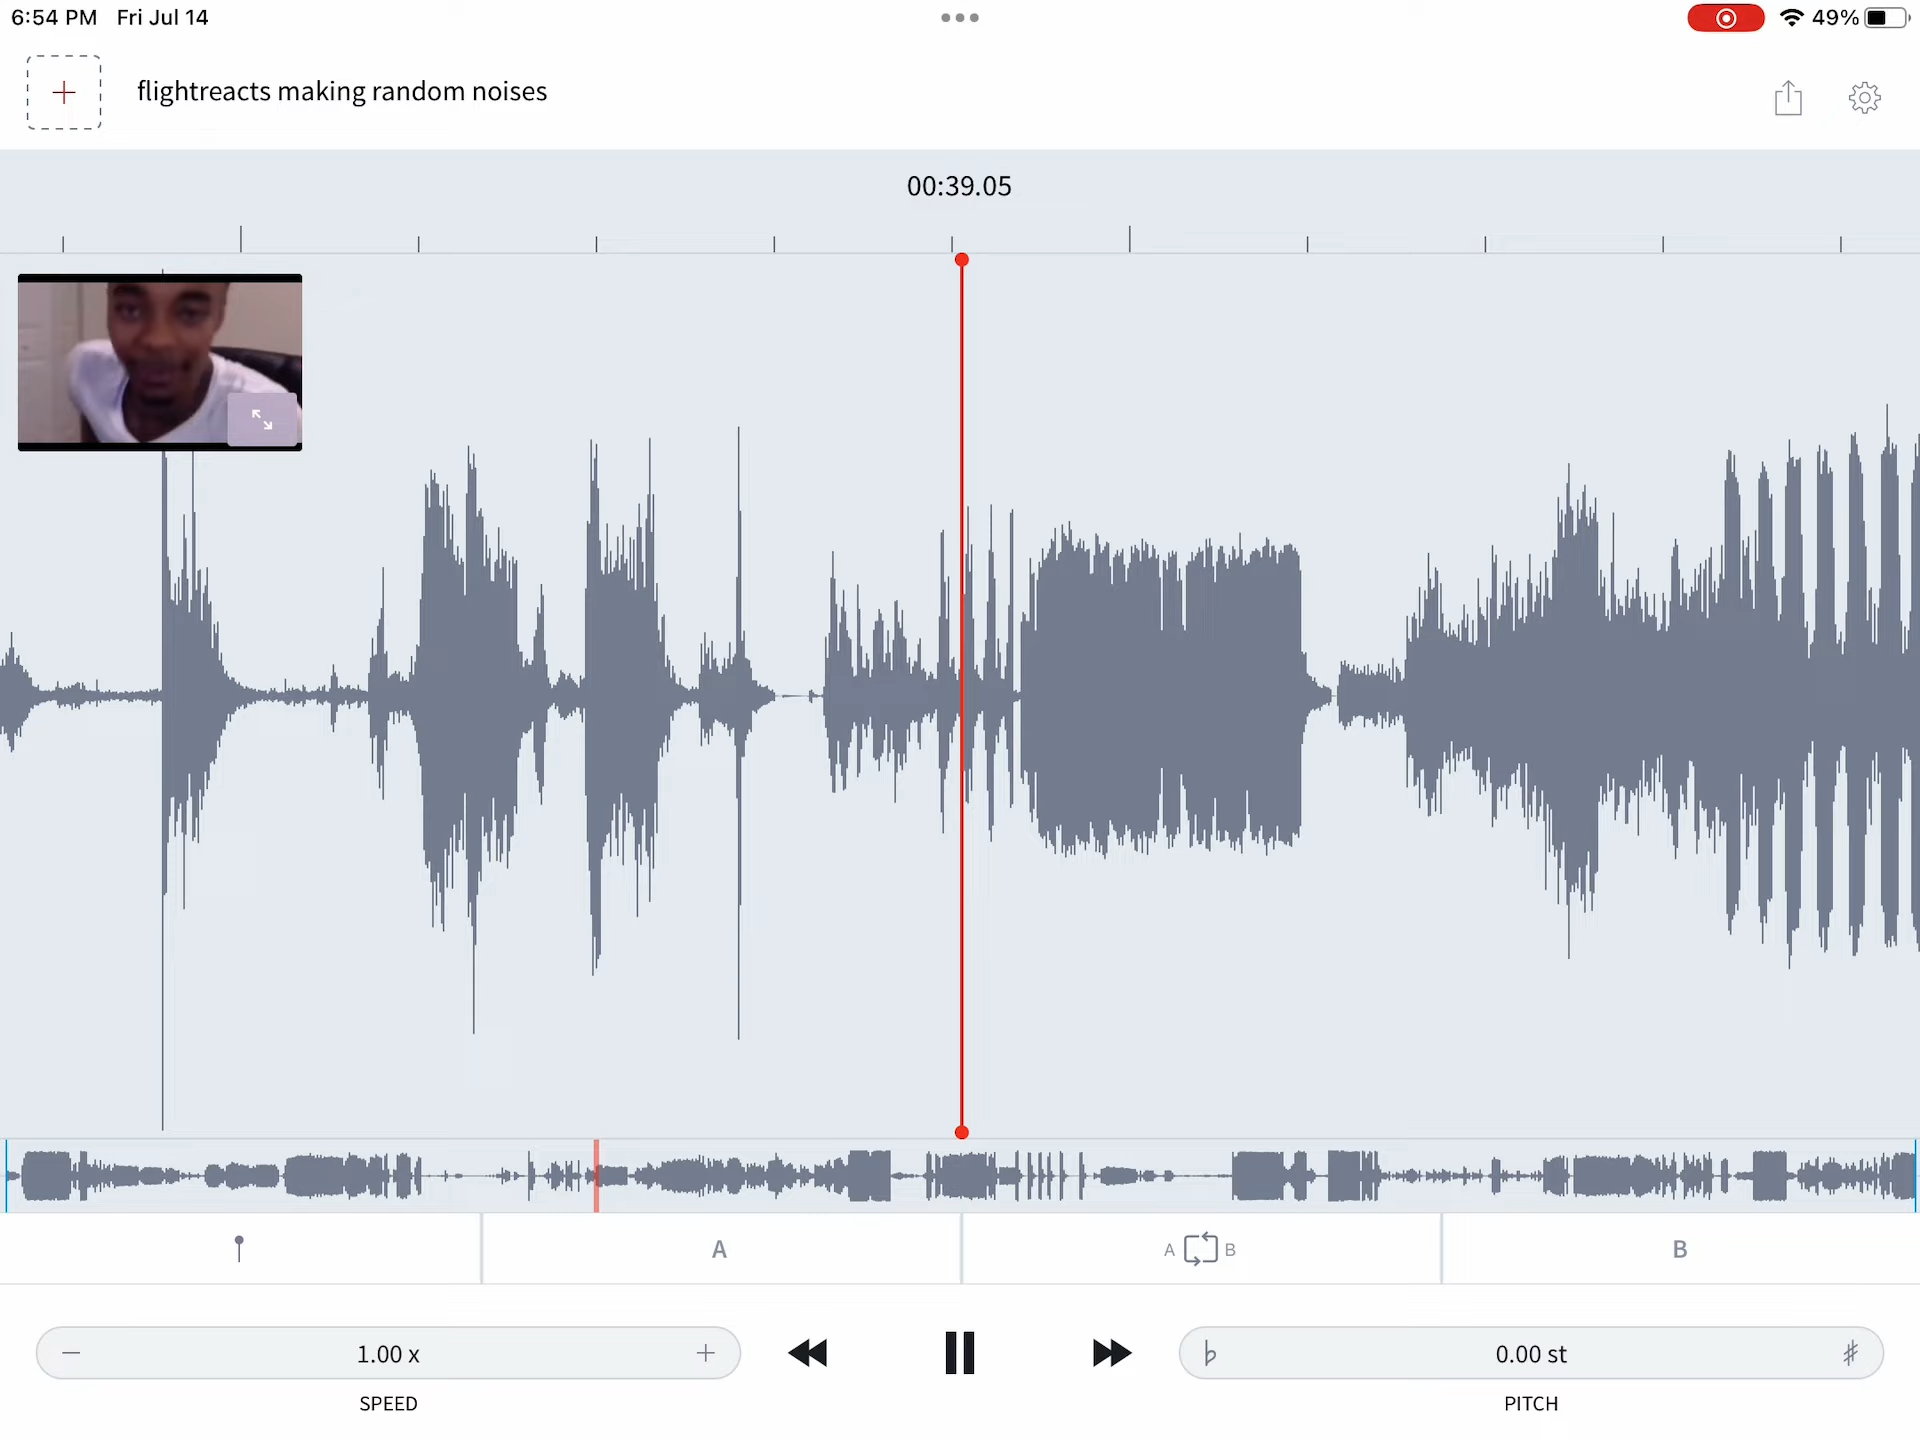 6:54 PM Fri Jul 14
49%
flightreacts making random noises
00:39.05
A
A B
B
1.00 x
0.00 st
SPEED
PITCH